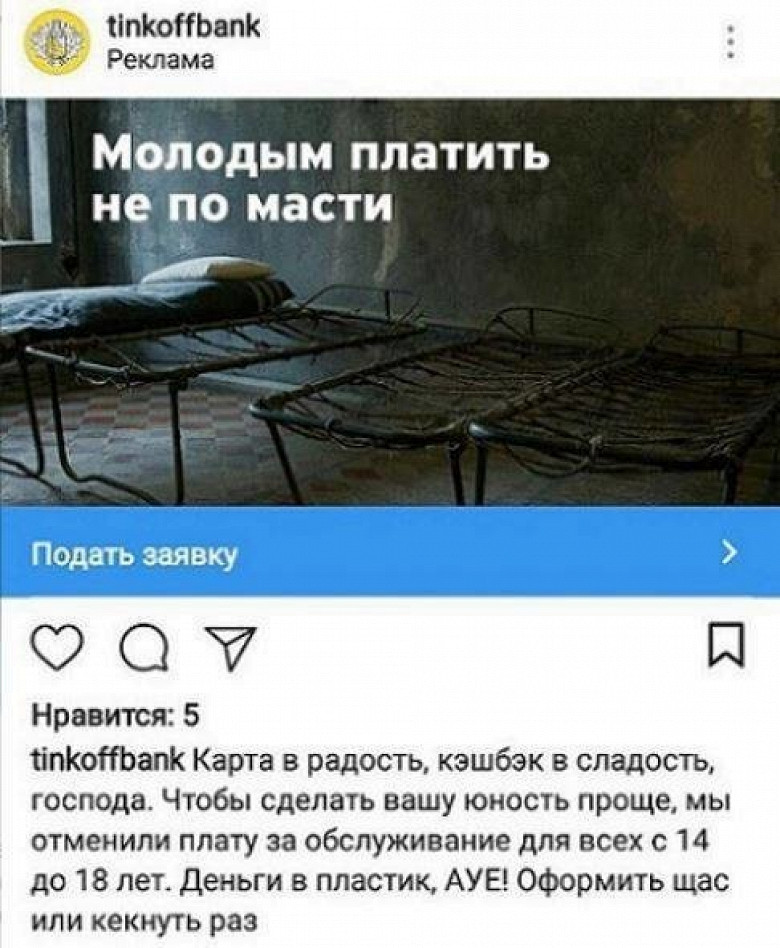 tinkoffbank
Реклама
Молодым платить
не по масти
Подать заявку
Нравится: 5
tinkoffbank Карта в радость, кэшбэк в сладость,
господа. Чтобы сделать вашу юность проще, мы
отменили плату за обслуживание для всех с 14
до 18 лет. Деньги в пластик, АУЕ! Оформить щас
или кекнуть раз